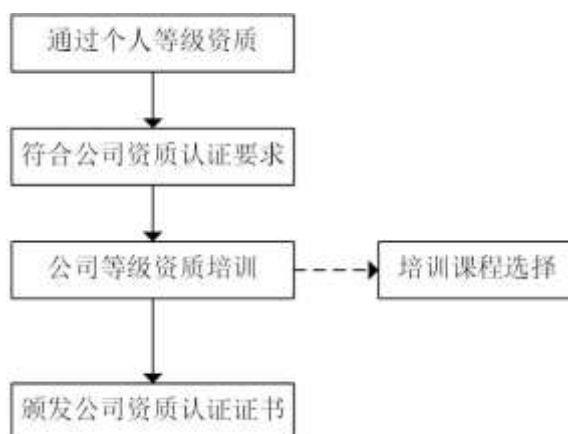 通过个人等级资质
符合公司资质认证要求
公司等级资质培训
培训课程选择
颁发公司资质认证证书